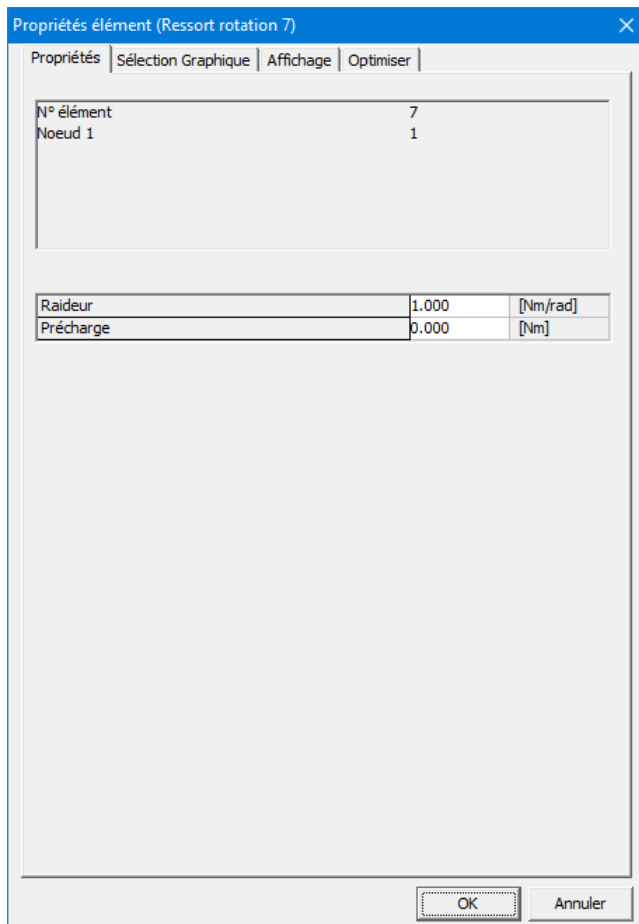 Propriétés élément (Ressort rotation 7)
Propriétés Sélection Graphique Affichage Optimiser
N° élément 7
Noeud 1 1
Raideur 1.000 [Nm/rad]
Précharge 0.000 [Nm]
OK Annuler